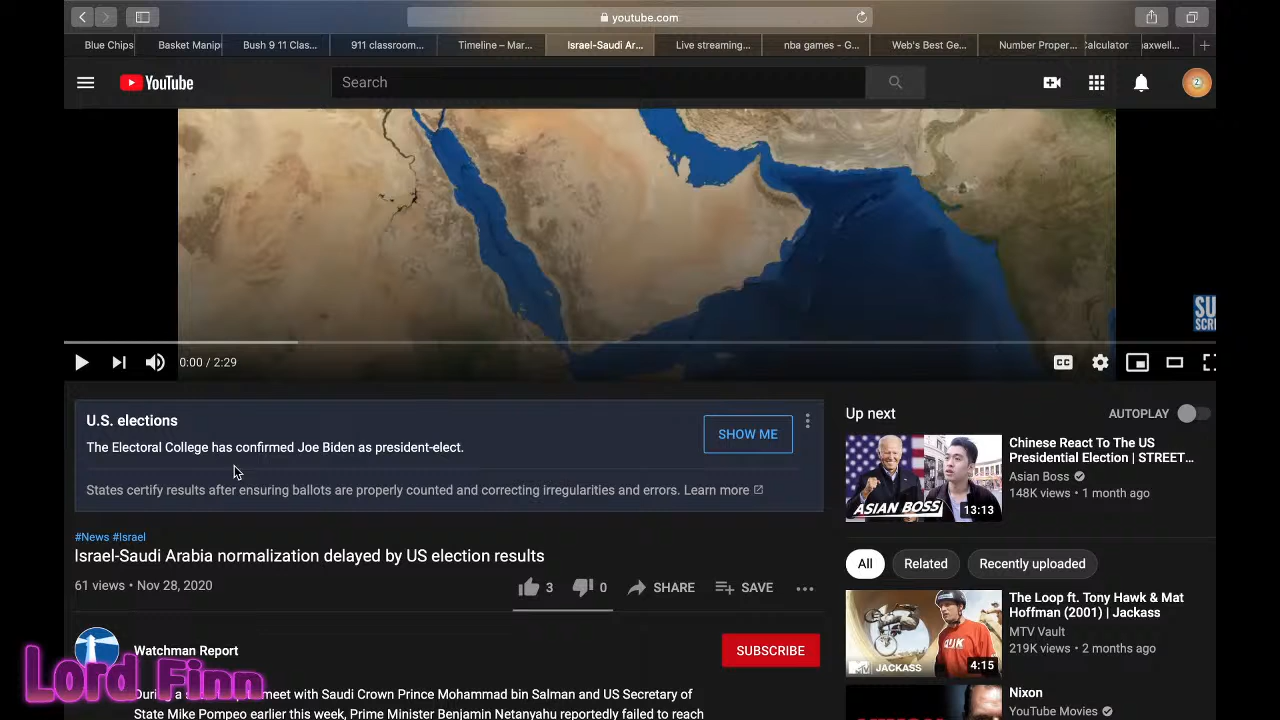 youtube.com
Blue Chips
Basket Manip
Bush 9 11 Clas...
911 classroom...
Timeline – Mar...
Israel-Saudi Ar...
Live streaming...
nba games - G...
Web's Best Ge...
Number Proper...
Calculator
axwell...
YouTube
Search
2
SU
SCRI
0:00 / 2:29
CC
U.S. elections
The Electoral College has confirmed Joe Biden as president-elect.
SHOW ME
States certify results after ensuring ballots are properly counted and correcting irregularities and errors. Learn more
#News #Israel
Israel-Saudi Arabia normalization delayed by US election results
61 views • Nov 28, 2020
3
0
SHARE
SAVE
Watchman Report
SUBSCRIBE
meet with Saudi Crown Prince Mohammad bin Salman and US Secretary of
State Mike Pompeo earlier this week, Prime Minister Benjamin Netanyahu reportedly failed to reach
Lord Finn
Up next
AUTOPLAY
ASIAN BOSS
13:13
Chinese React To The US
Presidential Election | STREET...
Asian Boss
148K views • 1 month ago
All
Related
Recently uploaded
JACKASS
4:15
The Loop ft. Tony Hawk & Mat
Hoffman (2001) | Jackass
MTV Vault
219K views • 2 months ago
Nixon
YouTube Movies